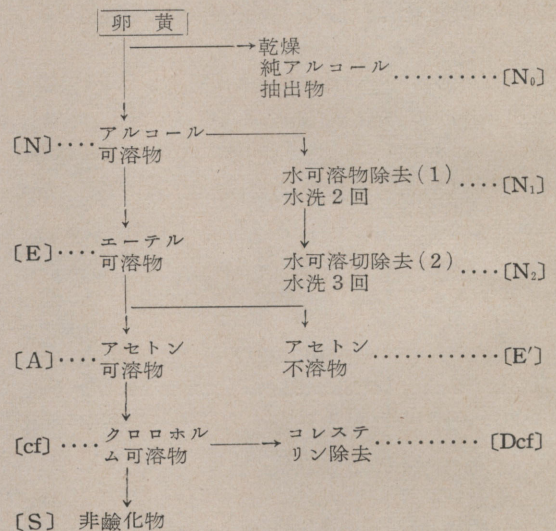 卵黄
乾燥
純アルコール ·········· [N₀]
抽出物
[N] ···· アルコール
可溶物
水可溶物除去(1) ···· [N₁]
水洗2回
[E] ···· エーテル
可溶物
水可溶切除去(2) ···· [N₂]
水洗3回
[A] ···· アセトン
可溶物
アセトン ··········· [E′]
不溶物
[cf] ···· クロロホル
ム可溶物
コレステ ·········· [Dcf]
リン除去
[S] 非鹼化物